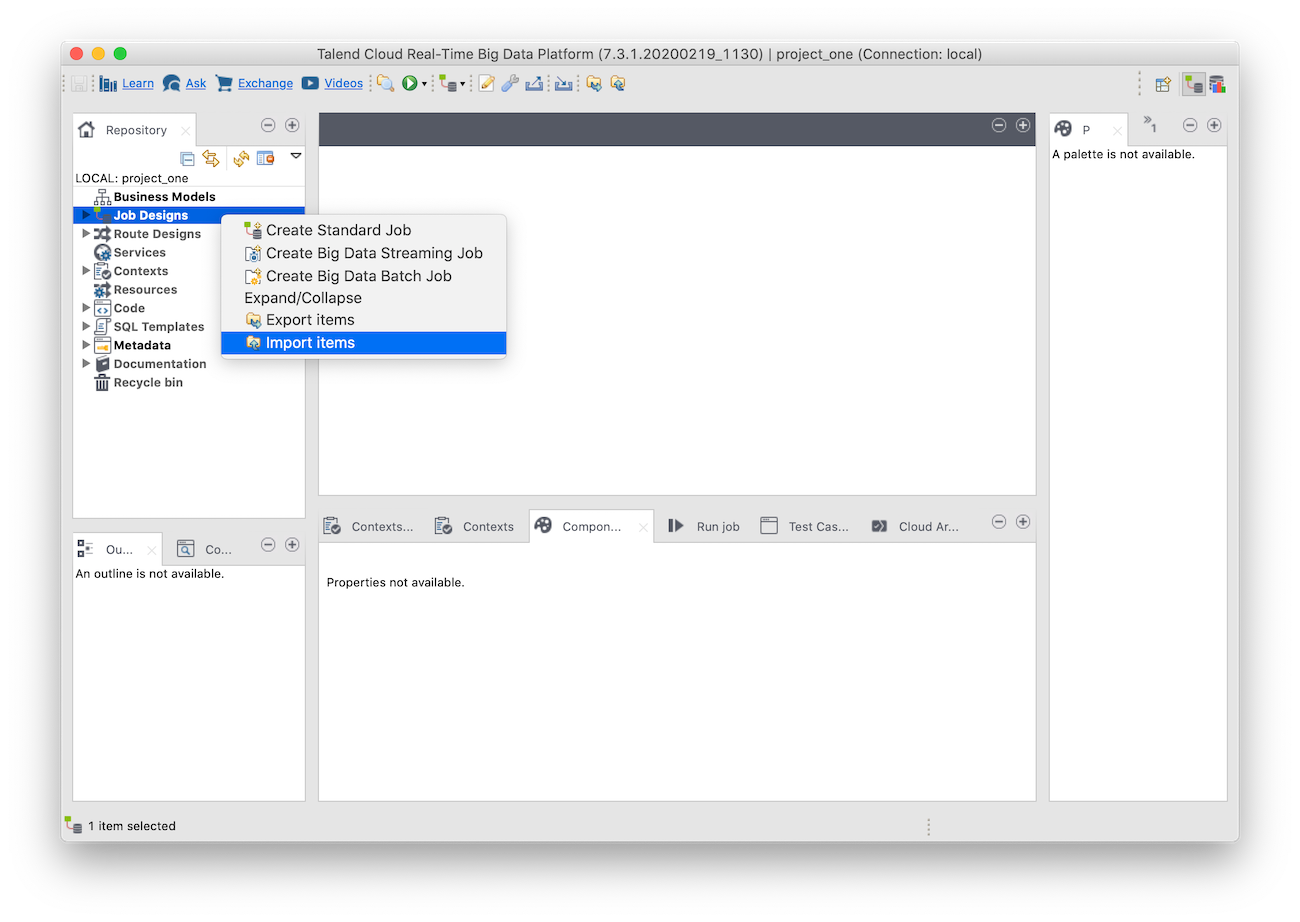 Talend Cloud Real-Time Big Data Platform (7.3.1.20200219_1130) | project_one (Connection: local)
Learn Ask Exchange Videos
Repository
LOCAL: project_one
Business Models
Job Designs
Route Designs
Services
Contexts
Resources
Code
SQL Templates
Metadata
Documentation
Recycle bin
Create Standard Job
Create Big Data Streaming Job
Create Big Data Batch Job
Expand/Collapse
Export items
Import items
P
»1
A palette is not available.
Ou... Co...
An outline is not available.
Contexts... Contexts Compon... Run job Test Cas... Cloud Ar...
Properties not available.
1 item selected